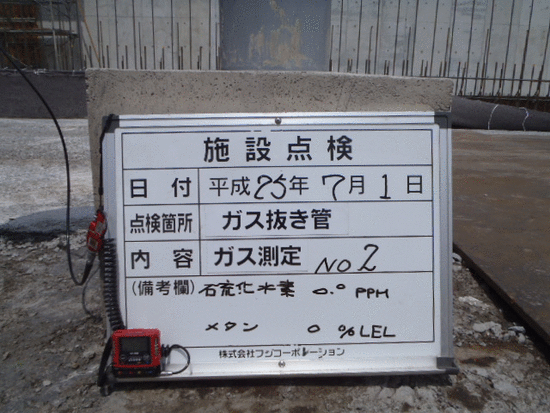 施設点検
日付 平成25年7月1日
点検箇所 ガス抜き管
内容 ガス測定 NO2
(備考欄) 石硫化水素 0.0 PPM
メタン 0 %LEL
株式会社フジコーポレーション